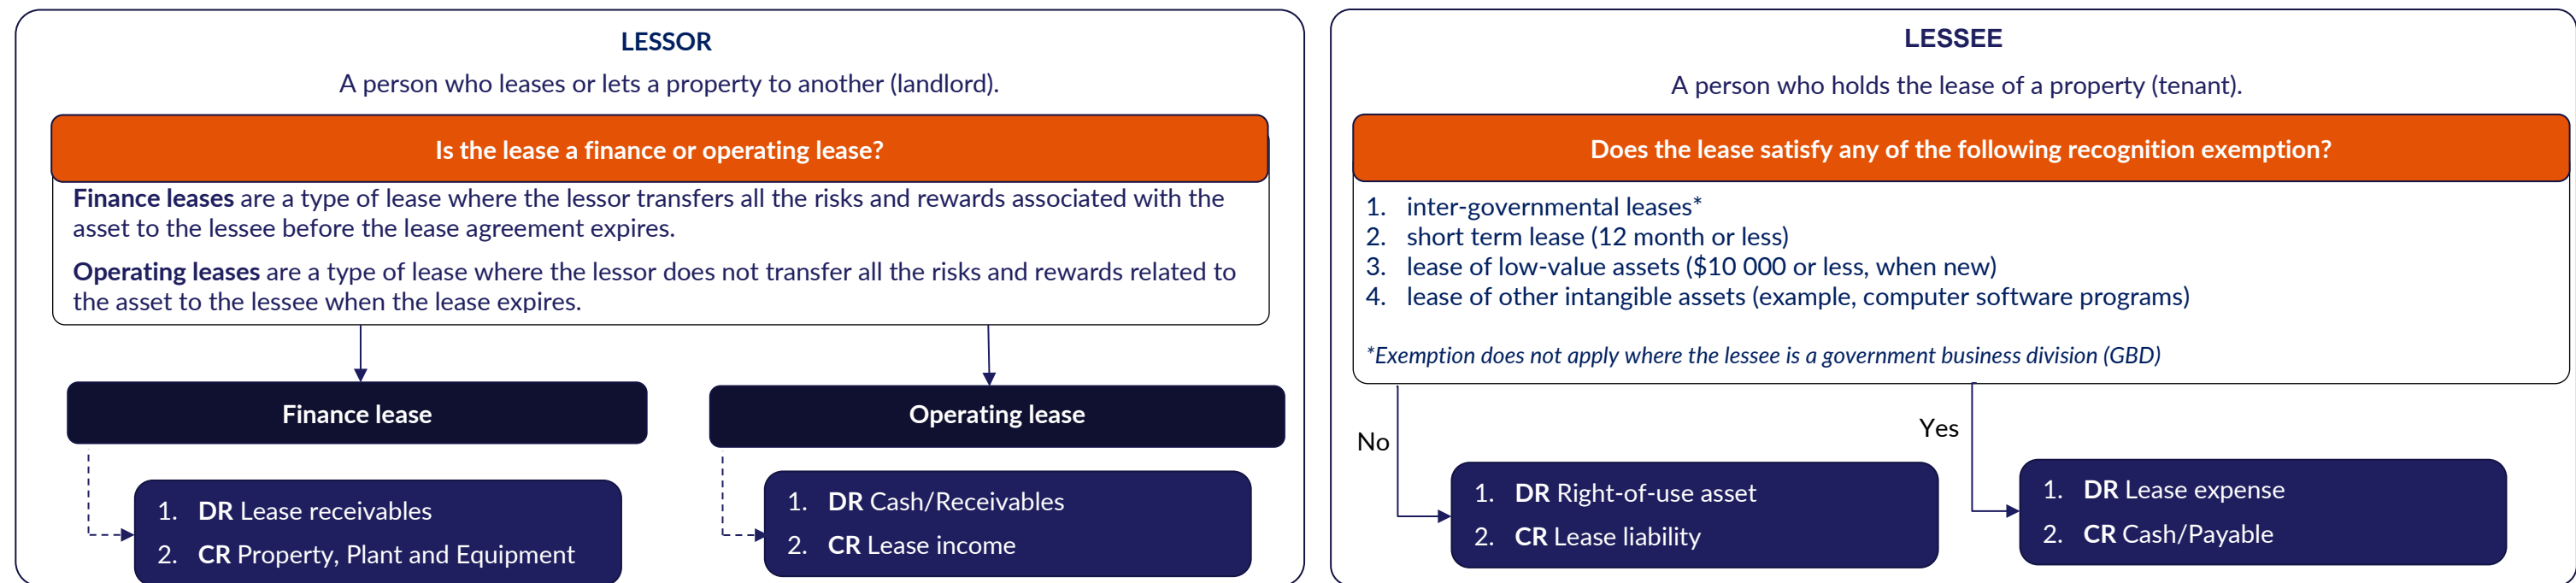 LESSOR
A person who leases or lets a property to another (landlord).
Is the lease a finance or operating lease?
Finance leases are a type of lease where the lessor transfers all the risks and rewards associated with the
asset to the lessee before the lease agreement expires.
Operating leases are a type of lease where the lessor does not transfer all the risks and rewards related to
the asset to the lessee when the lease expires.
Finance lease
1. DR Lease receivables
2. CR Property, Plant and Equipment
Operating lease
1. DR Cash/Receivables
2. CR Lease income
LESSEE
A person who holds the lease of a property (tenant).
Does the lease satisfy any of the following recognition exemption?
1. inter-governmental leases*
2. short term lease (12 month or less)
3. lease of low-value assets ($10 000 or less, when new)
4. lease of other intangible assets (example, computer software programs)
*Exemption does not apply where the lessee is a government business division (GBD)
No
1. DR Right-of-use asset
2. CR Lease liability
Yes
1. DR Lease expense
2. CR Cash/Payable